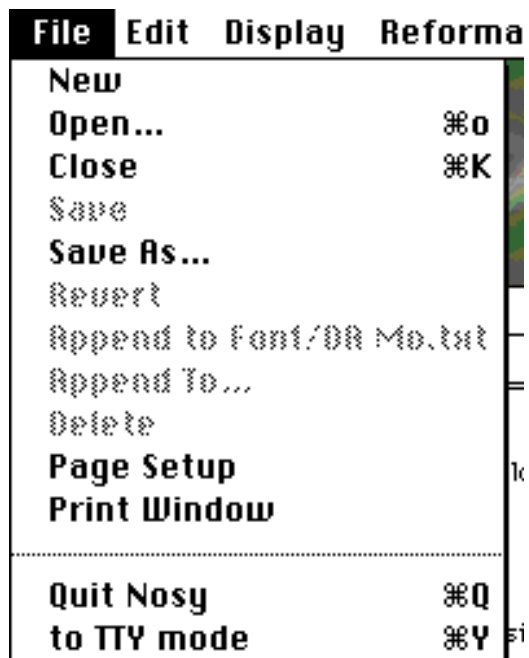 File Edit Display Reforma
New
Open... ⌘o
Close ⌘K
Save
Save As...
Revert
Append to Font/DA Mo.txt
Append To...
Delete
Page Setup
Print Window
Quit Nosy ⌘Q
to TTY mode ⌘Y